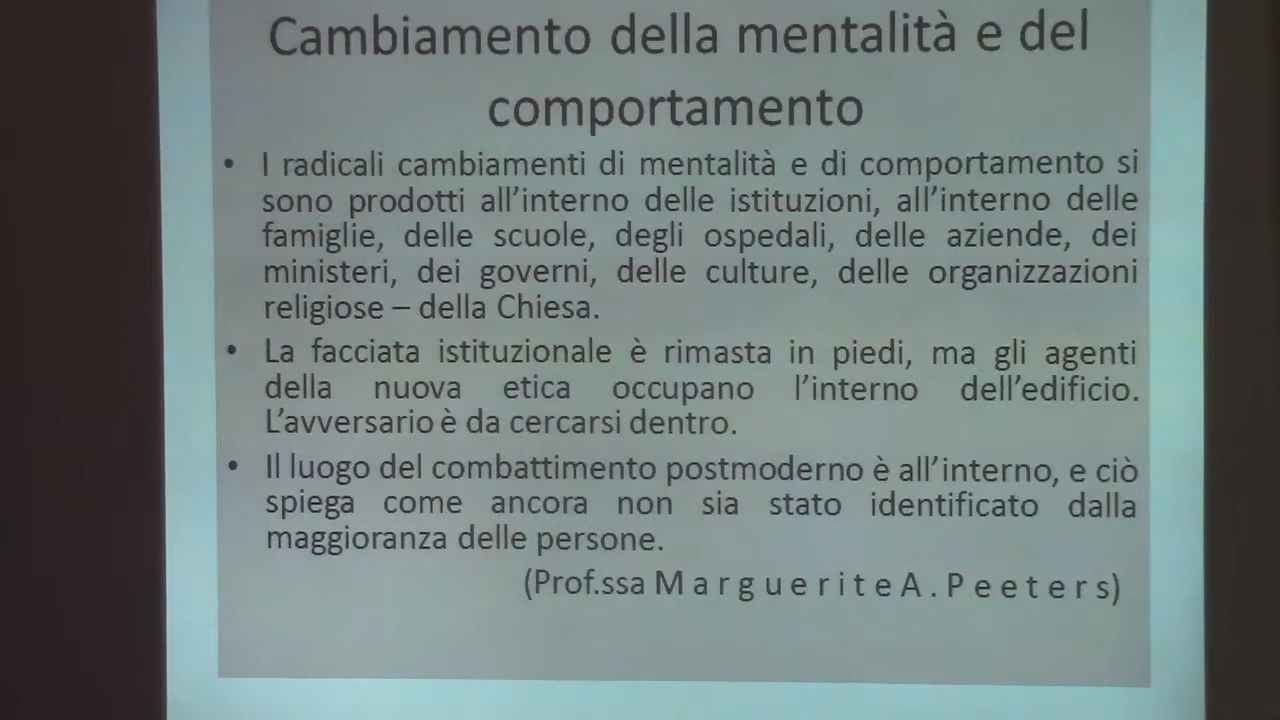 Cambiamento della mentalità e del
comportamento
• I radicali cambiamenti di mentalità e di comportamento si
sono prodotti all’interno delle istituzioni, all’interno delle
famiglie, delle scuole, degli ospedali, delle aziende, dei
ministeri, dei governi, delle culture, delle organizzazioni
religiose – della Chiesa.
• La facciata istituzionale è rimasta in piedi, ma gli agenti
della nuova etica occupano l’interno dell’edificio.
L’avversario è da cercarsi dentro.
• Il luogo del combattimento postmoderno è all’interno, e ciò
spiega come ancora non sia stato identificato dalla
maggioranza delle persone.
(Prof.ssa M a r g u e r i t e A . P e e t e r s)